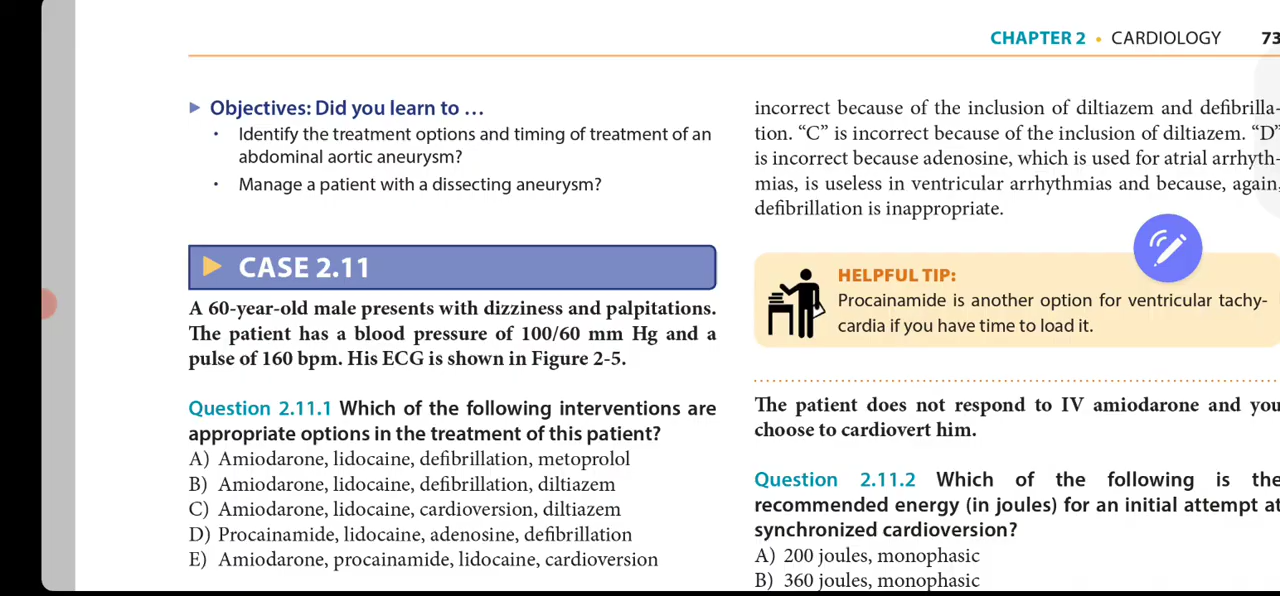 CHAPTER 2 • CARDIOLOGY 73
▶ Objectives: Did you learn to …
• Identify the treatment options and timing of treatment of an
abdominal aortic aneurysm?
• Manage a patient with a dissecting aneurysm?
CASE 2.11
A 60-year-old male presents with dizziness and palpitations.
The patient has a blood pressure of 100/60 mm Hg and a
pulse of 160 bpm. His ECG is shown in Figure 2-5.
Question 2.11.1 Which of the following interventions are
appropriate options in the treatment of this patient?
A) Amiodarone, lidocaine, defibrillation, metoprolol
B) Amiodarone, lidocaine, defibrillation, diltiazem
C) Amiodarone, lidocaine, cardioversion, diltiazem
D) Procainamide, lidocaine, adenosine, defibrillation
E) Amiodarone, procainamide, lidocaine, cardioversion
incorrect because of the inclusion of diltiazem and defibrilla-
tion. “C” is incorrect because of the inclusion of diltiazem. “D”
is incorrect because adenosine, which is used for atrial arrhyth-
mias, is useless in ventricular arrhythmias and because, again,
defibrillation is inappropriate.
HELPFUL TIP:
Procainamide is another option for ventricular tachy-
cardia if you have time to load it.
The patient does not respond to IV amiodarone and you
choose to cardiovert him.
Question 2.11.2 Which of the following is the
recommended energy (in joules) for an initial attempt at
synchronized cardioversion?
A) 200 joules, monophasic
B) 360 joules, monophasic